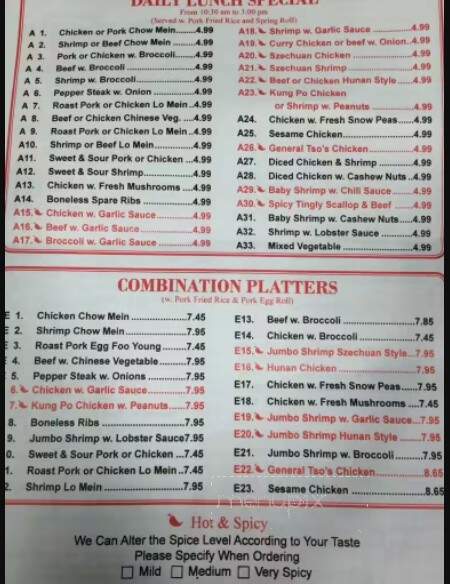 DAILY LUNCH SPECIAL
From 10:30 am to 3:00 pm
(Served w. Pork Fried Rice and Spring Roll)
A 1. Chicken or Pork Chow Mein.......4.99
A 2. Shrimp or Beef Chow Mein .......4.99
A 3. Pork or Chicken w. Broccoli.......4.99
A 4. Beef w. Broccoli .......4.99
A 5. Shrimp w. Broccoli.......4.99
A 6. Pepper Steak w. Onion .......4.99
A 7. Roast Pork or Chicken Lo Mein ..4.99
A 8. Beef or Chicken Chinese Veg. ....4.99
A 9. Roast Pork or Chicken Lo Mein ..4.99
A10. Shrimp or Beef Lo Mein .......4.99
A11. Sweet & Sour Pork or Chicken ...4.99
A12. Sweet & Sour Shrimp.......4.99
A13. Chicken w. Fresh Mushrooms ....4.99
A14. Boneless Spare Ribs .......4.99
A15. Chicken w. Garlic Sauce .......4.99
A16. Beef w. Garlic Sauce .......4.99
A17. Broccoli w. Garlic Sauce .......4.99
A18. Shrimp w. Garlic Sauce .......4.99
A19. Curry Chicken or beef w. Onion..4.99
A20. Szechuan Chicken .......4.99
A21. Szechuan Shrimp .......4.99
A22. Beef or Chicken Hunan Style .....4.99
A23. Kung Po Chicken
or Shrimp w. Peanuts .......4.99
A24. Chicken w. Fresh Snow Peas......4.99
A25. Sesame Chicken.......4.99
A26. General Tso's Chicken.......4.99
A27. Diced Chicken & Shrimp .......4.99
A28. Diced Chicken w. Cashew Nuts ..4.99
A29. Baby Shrimp w. Chili Sauce ......4.99
A30. Spicy Tingly Scallop & Beef .....4.99
A31. Baby Shrimp w. Cashew Nuts....4.99
A32. Shrimp w. Lobster Sauce .......4.99
A33. Mixed Vegetable .......4.99
COMBINATION PLATTERS
(w. Pork Fried Rice & Pork Egg Roll)
E 1. Chicken Chow Mein .......7.45
E 2. Shrimp Chow Mein .......7.95
E 3. Roast Pork Egg Foo Young .......7.45
E 4. Beef w. Chinese Vegetable.......7.95
5. Pepper Steak w. Onions .......7.95
6. Chicken w. Garlic Sauce.......7.95
7. Kung Po Chicken w. Peanuts.......7.95
8. Boneless Ribs .......7.95
9. Jumbo Shrimp w. Lobster Sauce7.95
0. Sweet & Sour Pork or Chicken ...7.45
1. Roast Pork or Chicken Lo Mein ..7.45
2. Shrimp Lo Mein .......7.95
E13. Beef w. Broccoli .......7.85
E14. Chicken w. Broccoli .......7.45
E15. Jumbo Shrimp Szechuan Style...7.95
E16. Hunan Chicken .......7.95
E17. Chicken w. Fresh Snow Peas......7.95
E18. Chicken w. Fresh Mushrooms ....7.45
E19. Jumbo Shrimp w. Garlic Sauce...7.95
E20. Jumbo Shrimp Hunan Style .......7.95
E21. Jumbo Shrimp w. Broccoli .......7.95
E22. General Tso's Chicken.......8.65
E23. Sesame Chicken .......8.65
Hot & Spicy
We Can Alter the Spice Level According to Your Taste
Please Specify When Ordering
☐ Mild ☐ Medium ☐ Very Spicy